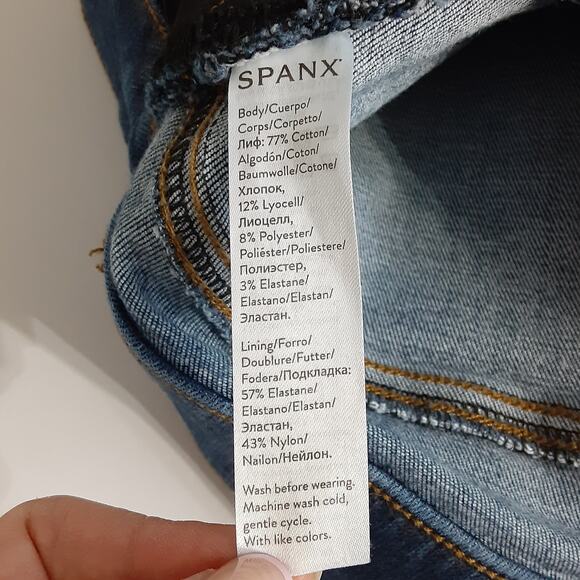 SPANX
Body/Cuerpo/
Corps/Corpetto/
Лиф: 77% Cotton/
Algodón/Coton/
Baumwolle/Cotone/
Хлопок,
12% Lyocell/
Лиоцелл,
8% Polyester/
Poliéster/Poliestere/
Полиэстер,
3% Elastane/
Elastano/Elastan/
Эластан.
Lining/Forro/
Doublure/Futter/
Fodera/Подкладка:
57% Elastane/
Elastano/Elastan/
Эластан,
43% Nylon/
Nailon/Нейлон.
Wash before wearing.
Machine wash cold,
gentle cycle.
With like colors.